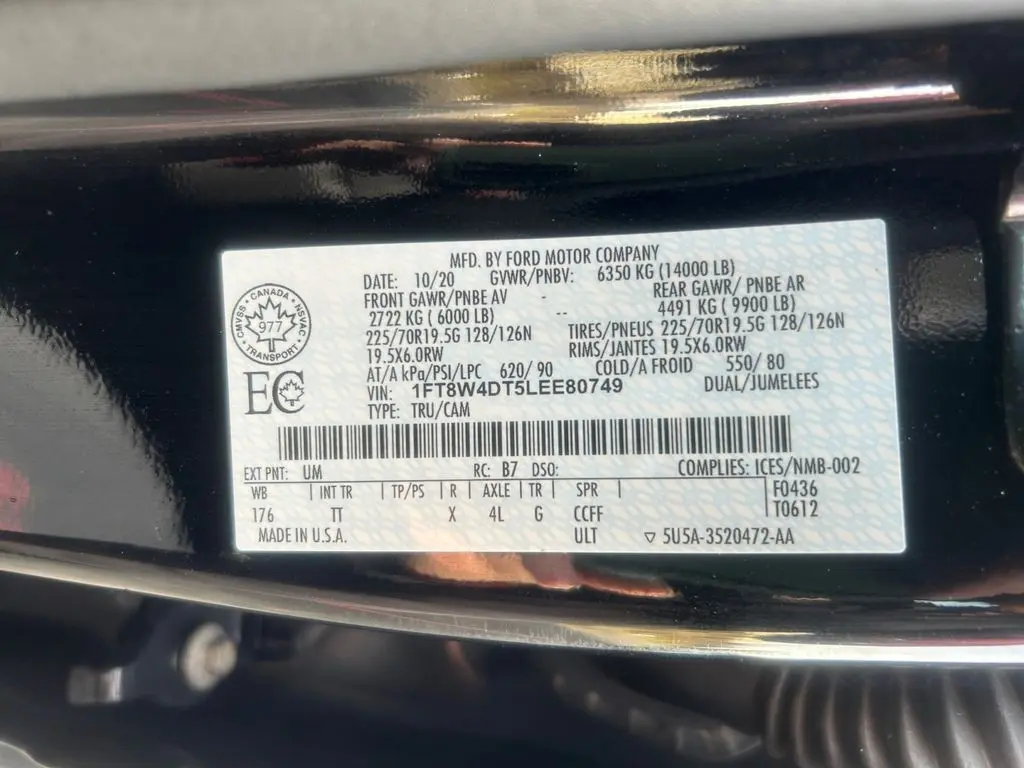 MFD. BY FORD MOTOR COMPANY
DATE: 10/20 GVWR/PNBV: 6350 KG (14000 LB)
FRONT GAWR/PNBE AV - REAR GAWR/ PNBE AR
2722 KG ( 6000 LB) -- 4491 KG ( 9900 LB)
225/70R19.5G 128/126N TIRES/PNEUS 225/70R19.5G 128/126N
19.5X6.0RW RIMS/JANTES 19.5X6.0RW
AT/A kPa/PSI/LPC 620/ 90 COLD/A FROID 550/ 80
VIN: 1FT8W4DT5LEE80749 DUAL/JUMELEES
TYPE: TRU/CAM
CANADA
CMVSS - NSVAC
977
TRANSPORT
EC
EXT PNT: UM RC: B7 DSO: COMPLIES: ICES/NMB-002
WB | INT TR | TP/PS | R | AXLE | TR | SPR | F0436
176 TT X 4L G CCFF T0612
MADE IN U.S.A. ULT ▽ 5U5A-3520472-AA